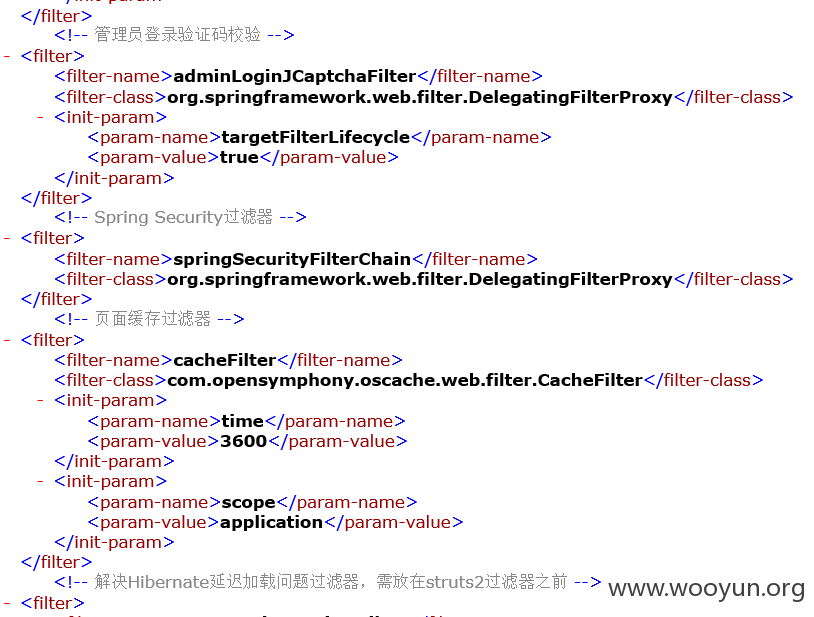 </filter>
<!-- 管理员登录验证码校验 -->
- <filter>
<filter-name>adminLoginJCaptchaFilter</filter-name>
<filter-class>org.springframework.web.filter.DelegatingFilterProxy</filter-class>
- <init-param>
<param-name>targetFilterLifecycle</param-name>
<param-value>true</param-value>
</init-param>
</filter>
<!-- Spring Security过滤器 -->
- <filter>
<filter-name>springSecurityFilterChain</filter-name>
<filter-class>org.springframework.web.filter.DelegatingFilterProxy</filter-class>
</filter>
<!-- 页面缓存过滤器 -->
- <filter>
<filter-name>cacheFilter</filter-name>
<filter-class>com.opensymphony.oscache.web.filter.CacheFilter</filter-class>
- <init-param>
<param-name>time</param-name>
<param-value>3600</param-value>
</init-param>
- <init-param>
<param-name>scope</param-name>
<param-value>application</param-value>
</init-param>
</filter>
<!-- 解决Hibernate延迟加载问题过滤器，需放在struts2过滤器之前 -->
www.wooyun.org
- <filter>